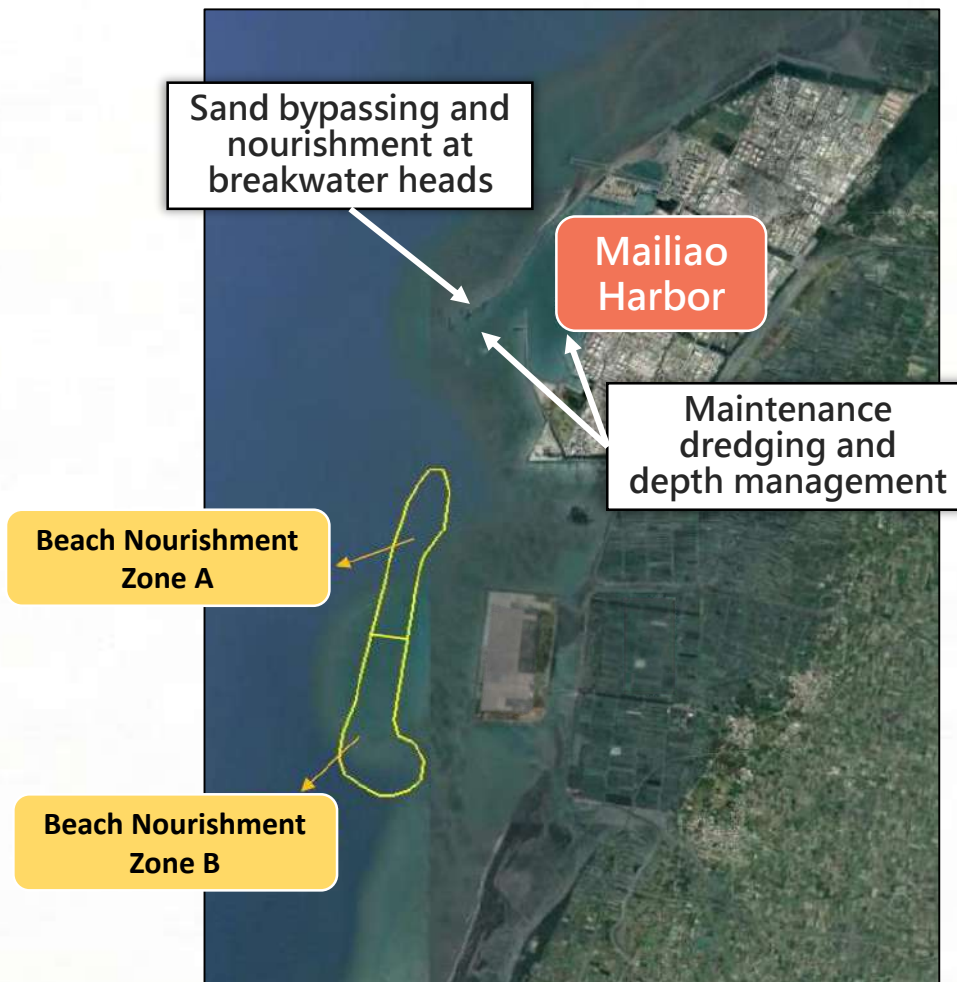 Sand bypassing and
nourishment at
breakwater heads
Mailiao
Harbor
Maintenance
dredging and
depth management
Beach Nourishment
Zone A
Beach Nourishment
Zone B